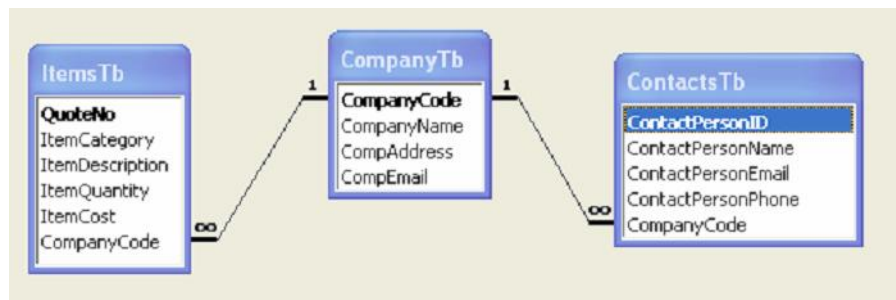 ItemsTb
QuoteNo
ItemCategory
ItemDescription
ItemQuantity
ItemCost
CompanyCode
∞
1
CompanyTb
1
CompanyCode
CompanyName
CompAddress
CompEmail
ContactsTb
ContactPersonID
ContactPersonName
ContactPersonEmail
ContactPersonPhone
∞
CompanyCode